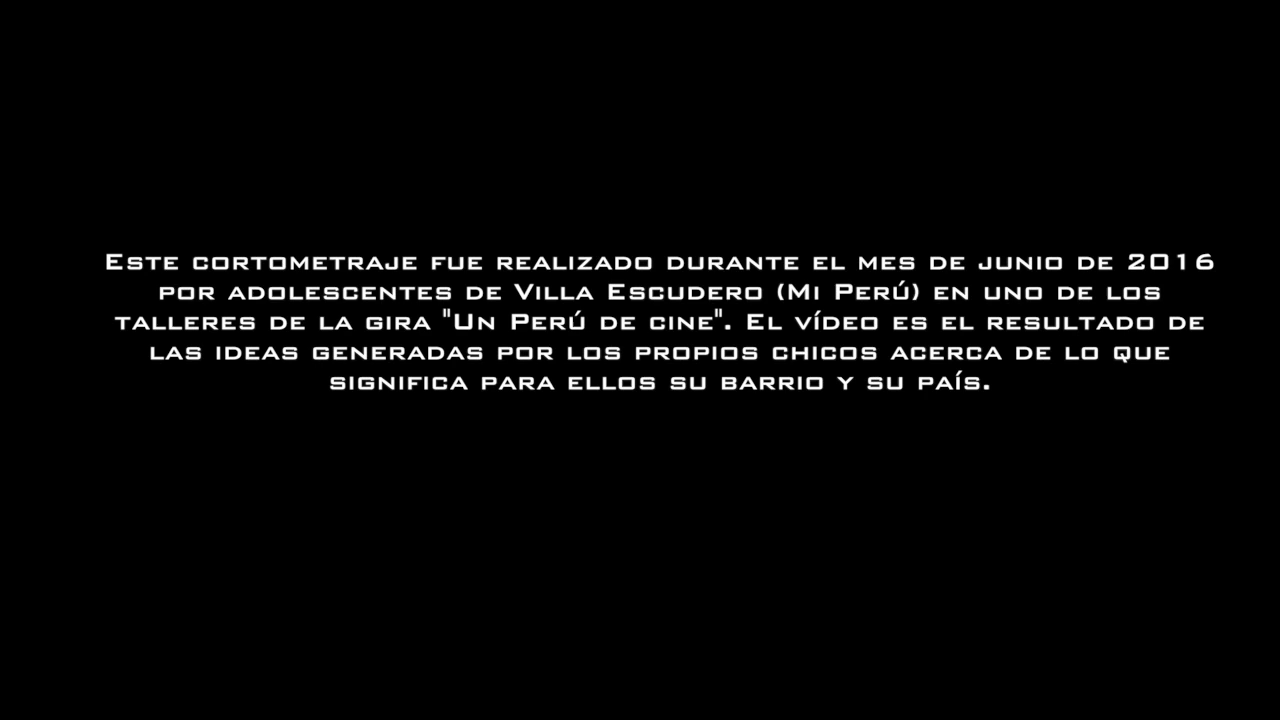 Este cortometraje fue realizado durante el mes de junio de 2016
por adolescentes de Villa Escudero (Mi Perú) en uno de los
talleres de la gira "Un Perú de cine". El vídeo es el resultado de
las ideas generadas por los propios chicos acerca de lo que
significa para ellos su barrio y su país.